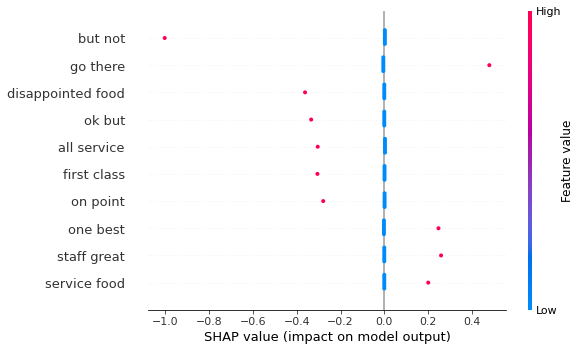 High
but not
go there
disappointed food
ok but
all service
first class
on point
one best
staff great
service food
Feature value
Low
−1.0 −0.8 −0.6 −0.4 −0.2 0.0 0.2 0.4
SHAP value (impact on model output)